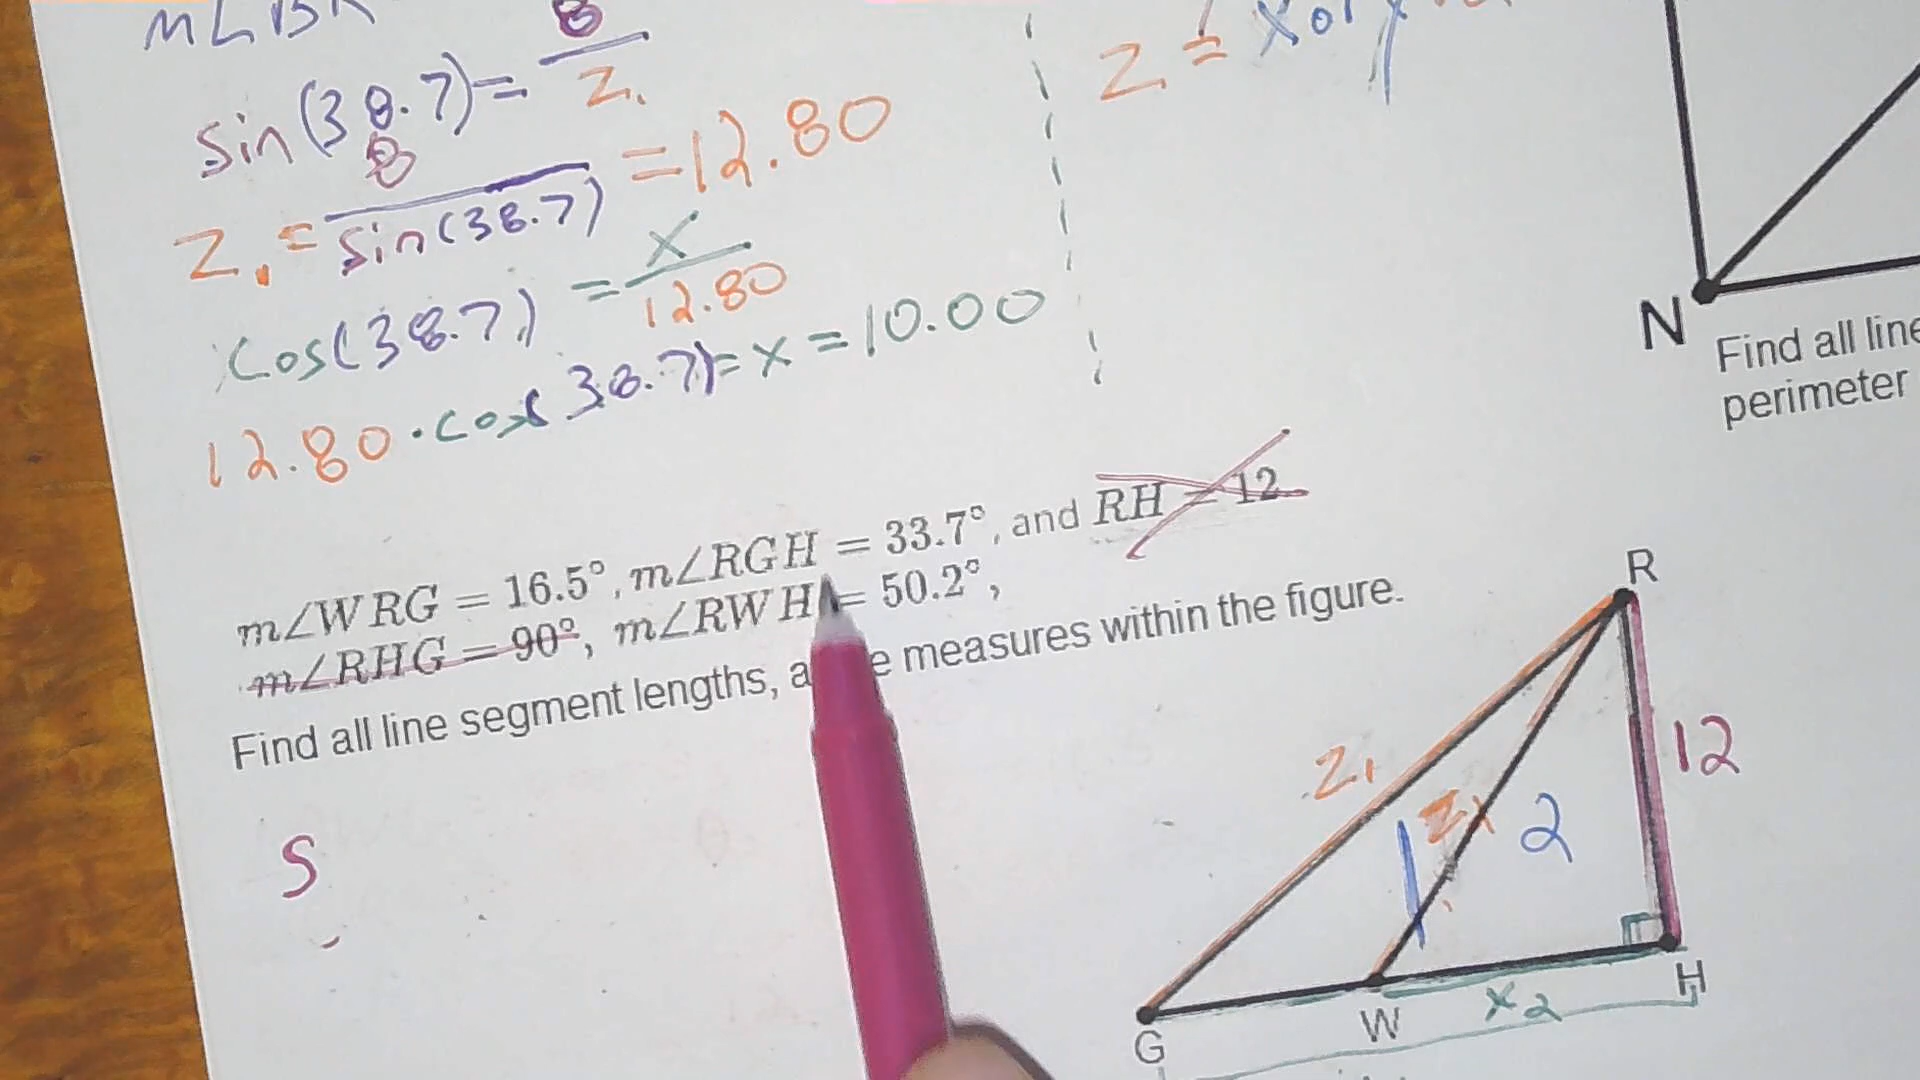 sin(38.7) = 8/z₁
z₁ = 8/sin(38.7) = 12.80
cos(38.7) = x/12.80
12.80 · cos(38.7) = x = 10.00
z =
m∠WRG = 16.5°, m∠RGH = 33.7°, and RH = 12
m∠RHG = 90°, m∠RWH = 50.2°,
Find all line segment lengths, a e measures within the figure.
S
R
12
z₁
1
2
H
x₂
W
G
N
Find all line
perimeter